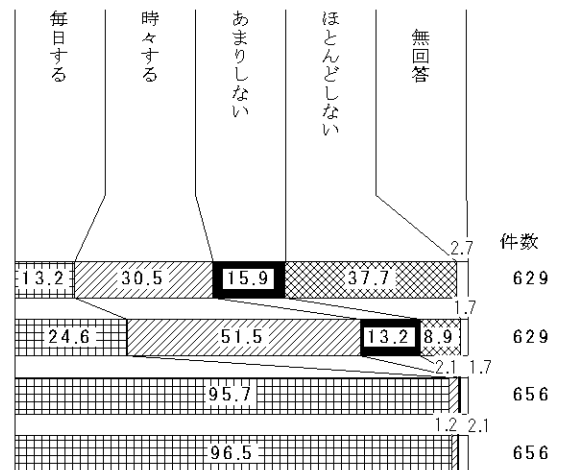 毎日する
時々する
あまりしない
ほとんどしない
無回答
2.7
件数
13.2 30.5 15.9 37.7 629
1.7
24.6 51.5 13.2 8.9 629
2.1 1.7
95.7 656
1.2 2.1
96.5 656